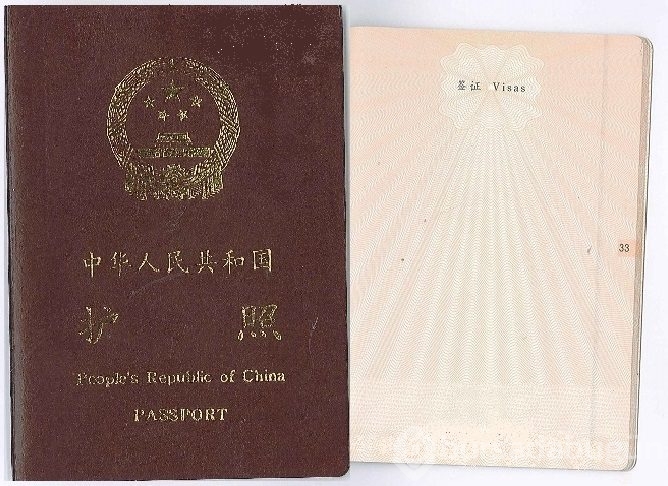 中华人民共和国
护 照
People's Republic of China
PASSPORT
签证 Visas
33